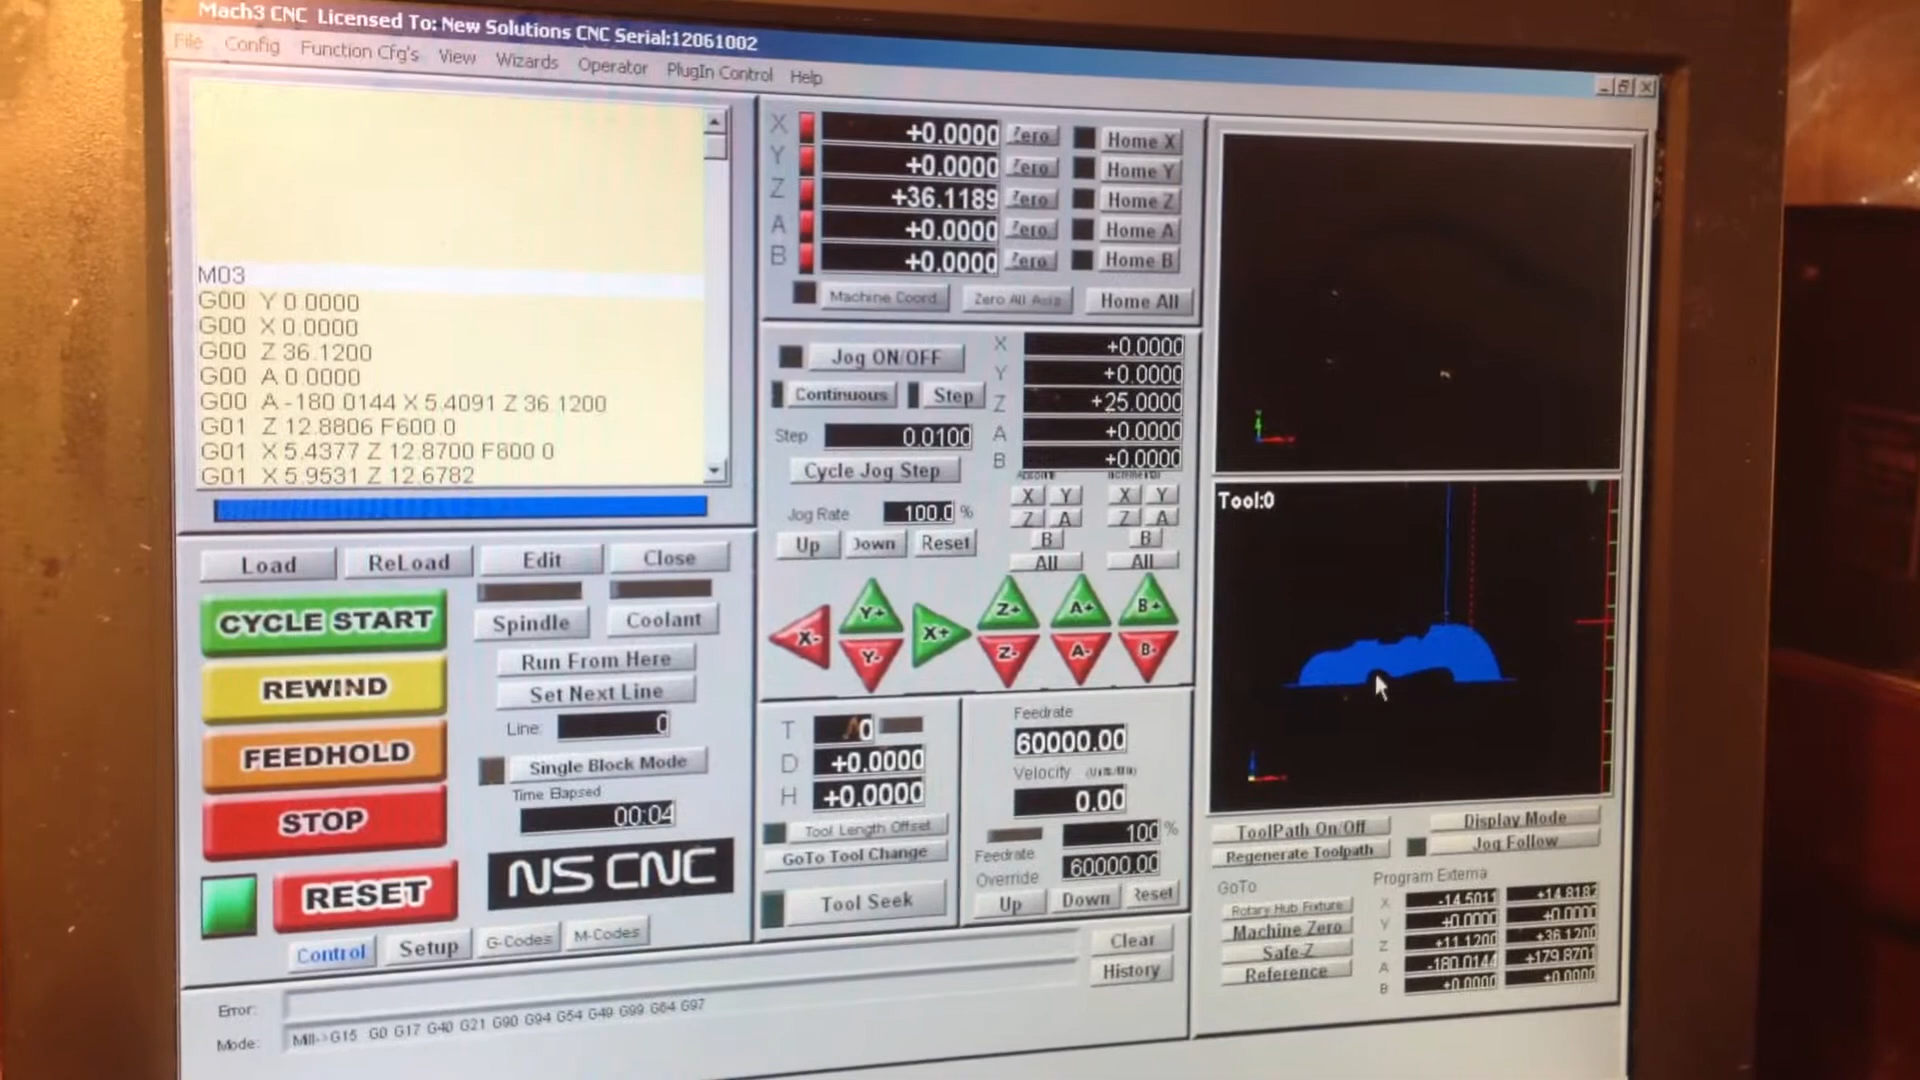 Mach3 CNC Licensed To: New Solutions CNC Serial:12061002
File Config Function Cfg's View Wizards Operator PlugIn Control Help
M03
G00 Y 0.0000
G00 X 0.0000
G00 Z 36.1200
G00 A 0.0000
G00 A -180.0144 X 5.4091 Z 36.1200
G01 Z 12.8806 F600.0
G01 X 5.4377 Z 12.8700 F800.0
G01 X 5.9531 Z 12.6782
Load ReLoad Edit Close
CYCLE START
REWIND
FEEDHOLD
STOP
RESET
Spindle Coolant
Run From Here
Set Next Line
Line: 0
Single Block Mode
Time Elapsed
00:04
NS CNC
Control Setup G-Codes M-Codes
X +0.0000 Zero Home X
Y +0.0000 Zero Home Y
Z +36.1189 Zero Home Z
A +0.0000 Zero Home A
B +0.0000 Zero Home B
Machine Coord. Zero All Axis Home All
Jog ON/OFF
Continuous Step
Step 0.0100
Cycle Jog Step
Jog Rate 100.0 %
Up Down Reset
X +0.0000
Y +0.0000
Z +25.0000
A +0.0000
B +0.0000
X Y X Y
Z A Z A
B B
All All
X- Y+ X+ Z+ A+ B+
Y- Z- A- B-
T 0
D +0.0000
H +0.0000
Tool Length Offset
GoTo Tool Change
Tool Seek
Feedrate
60000.00
Velocity (Units/Min)
0.00
100 %
Feedrate
Override 60000.00
Up Down Reset
Tool:0
ToolPath On/Off Display Mode
Regenerate Toolpath Jog Follow
GoTo
Rotary Hub Fixture
Machine Zero
Safe-Z
Reference
Program Extema
X -14.5011 +14.8182
Y +0.0000 +0.0000
Z +11.1200 +36.1200
A -180.0144 +179.8701
B +0.0000 +0.0000
Clear
History
Error:
Mode: Mill->G15 G0 G17 G40 G21 G90 G94 G54 G49 G99 G64 G97